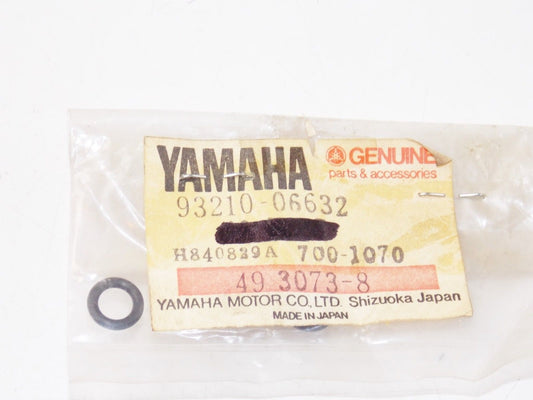 YAMAHA
GENUINE
parts & accessories
93210-06632
H840829A 700-1070
49 3073-8
YAMAHA MOTOR CO., LTD. Shizuoka Japan
MADE IN JAPAN